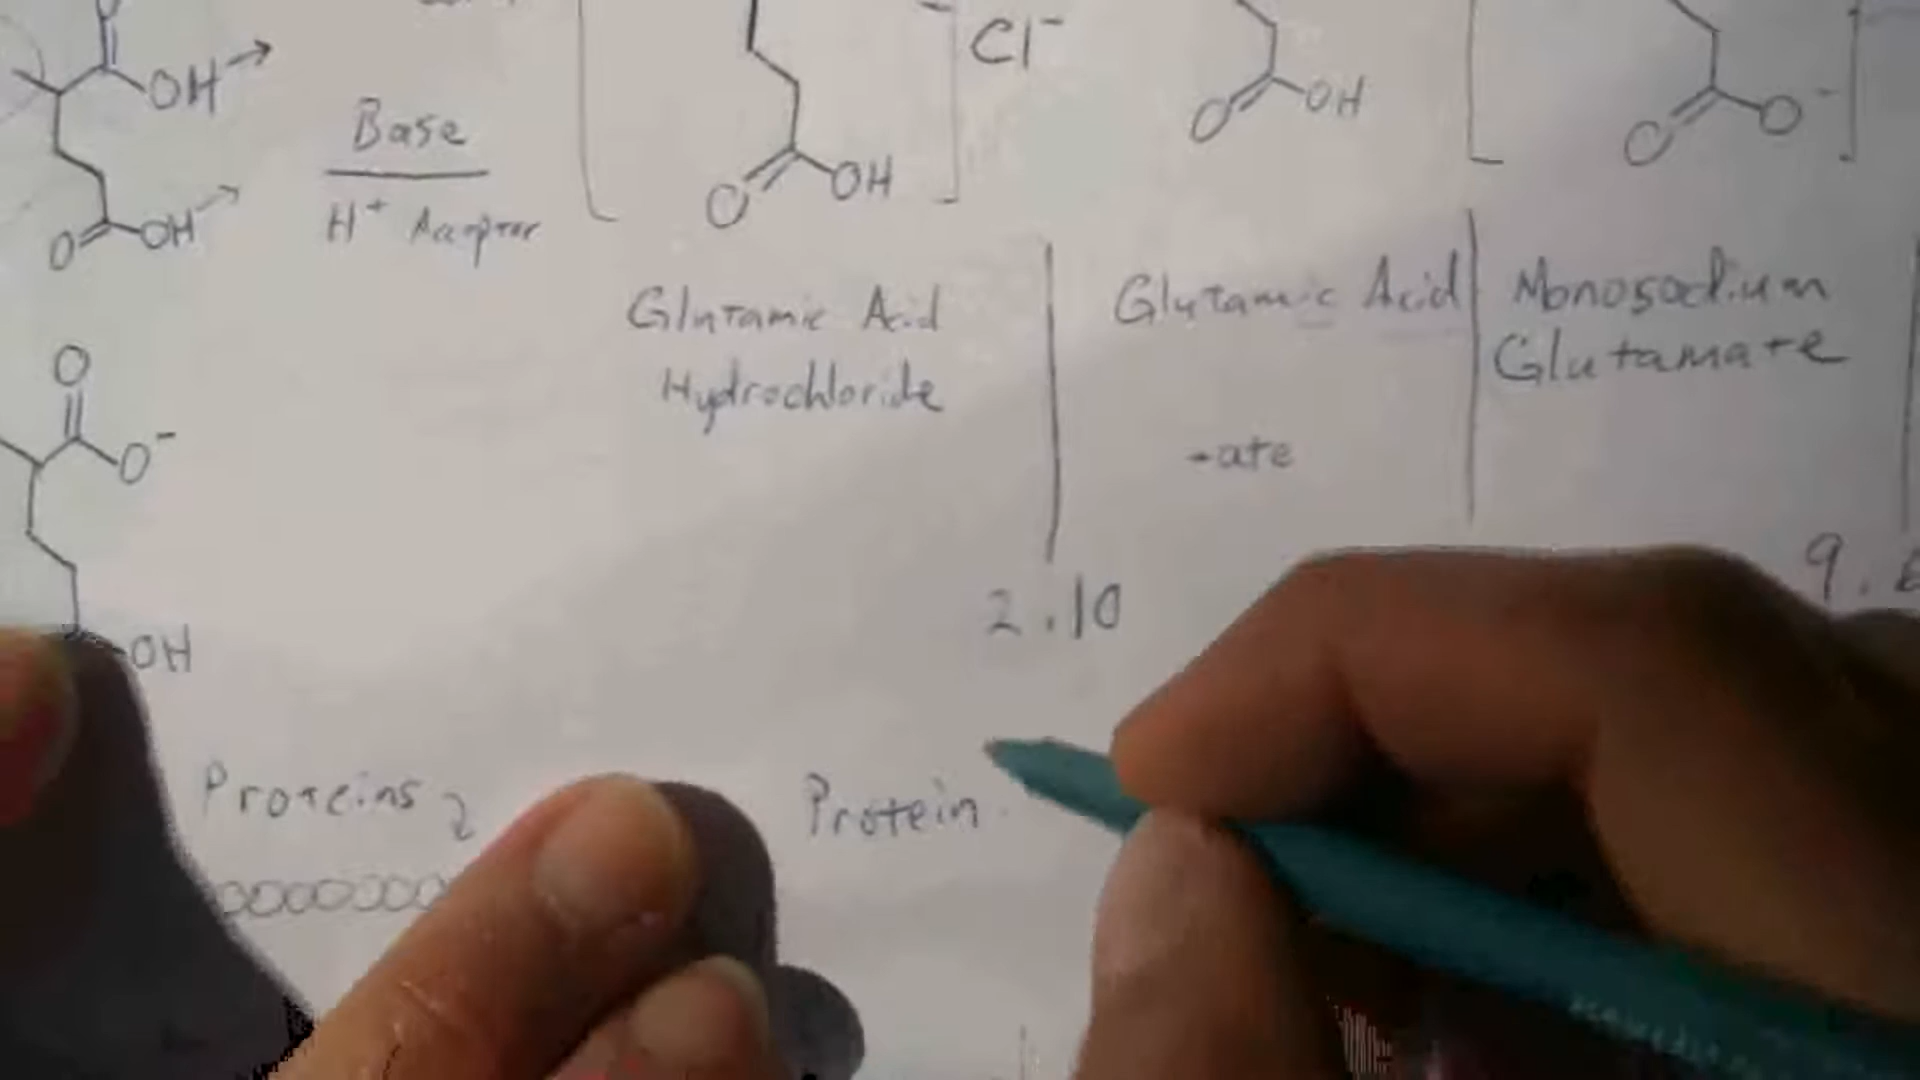 O
OH
O
OH
Base
H+ Acceptor
Cl-
O
OH
O
OH
O
O-
Glutamic Acid
Hydrochloride
Glutamic Acid
-ate
Monosodium
Glutamate
O
O-
OH
2.10
9.
Proteins
Protein